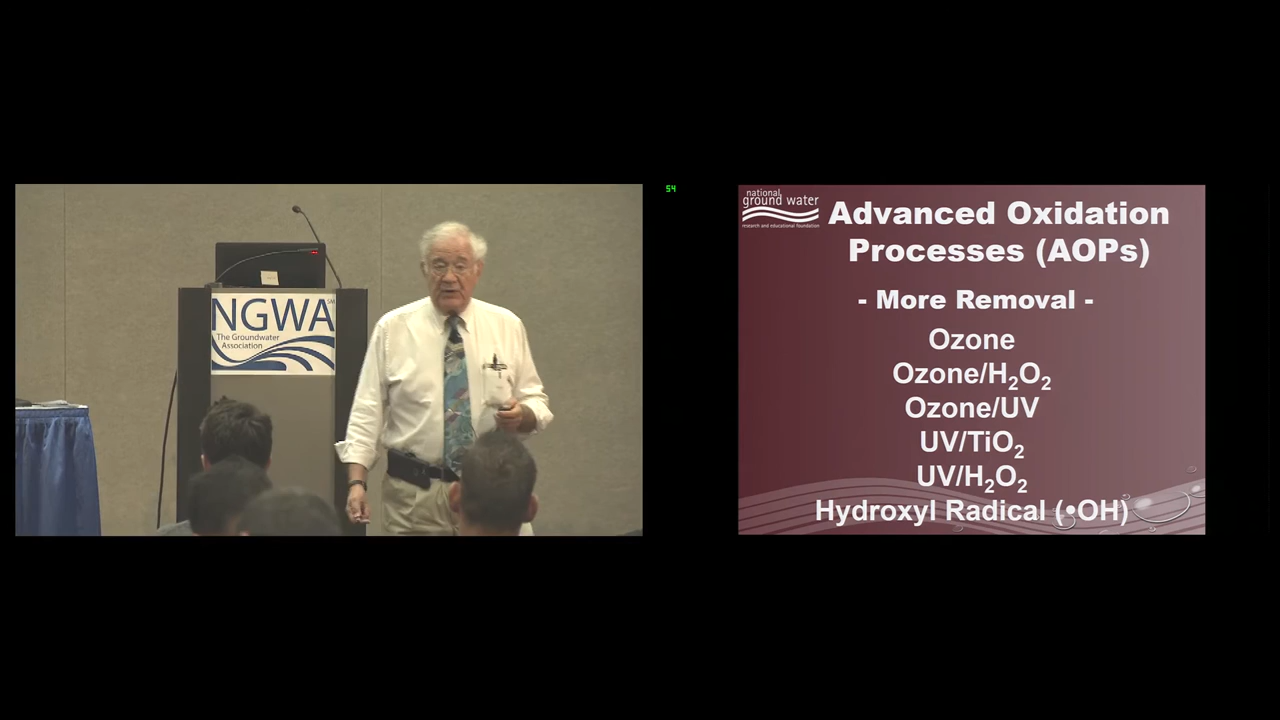 NGWA
SM
The Groundwater
Association
54
national
ground water
research and educational foundation
Advanced Oxidation
Processes (AOPs)
- More Removal -
Ozone
Ozone/H₂O₂
Ozone/UV
UV/TiO₂
UV/H₂O₂
Hydroxyl Radical (•OH)